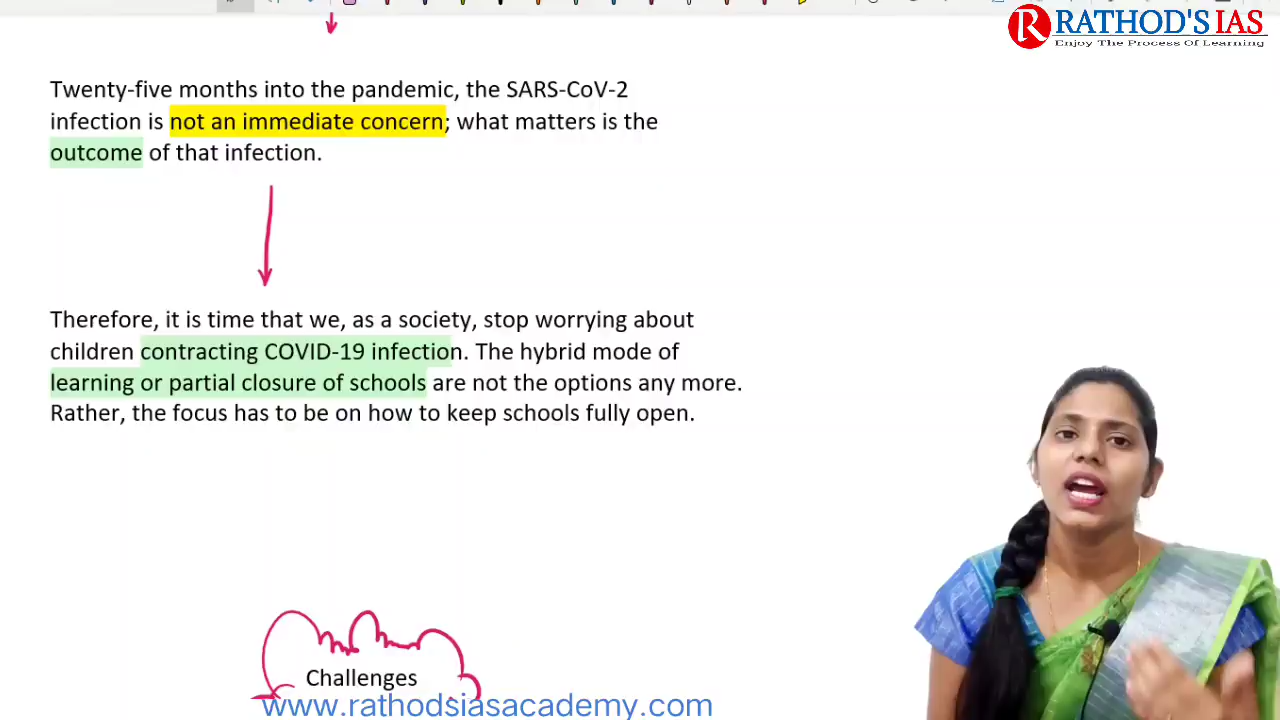 RATHOD'S IAS
Enjoy The Process Of Learning
Twenty-five months into the pandemic, the SARS-CoV-2
infection is not an immediate concern; what matters is the
outcome of that infection.
Therefore, it is time that we, as a society, stop worrying about
children contracting COVID-19 infection. The hybrid mode of
learning or partial closure of schools are not the options any more.
Rather, the focus has to be on how to keep schools fully open.
Challenges
www.rathodsiasacademy.com